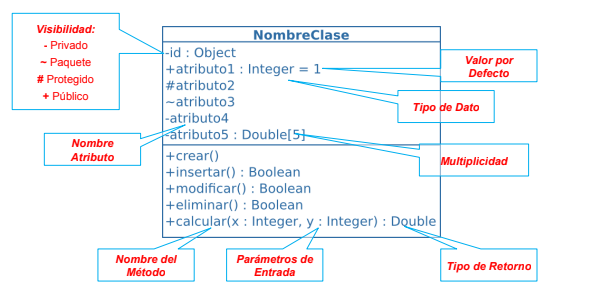 Visibilidad:
- Privado
~ Paquete
# Protegido
+ Público
NombreClase
-id : Object
+atributo1 : Integer = 1
#atributo2
~atributo3
-atributo4
-atributo5 : Double[5]
+crear()
+insertar() : Boolean
+modificar() : Boolean
+eliminar() : Boolean
+calcular(x : Integer, y : Integer) : Double
Valor por
Defecto
Tipo de Dato
Nombre
Atributo
Multiplicidad
Nombre del
Método
Parámetros de
Entrada
Tipo de Retorno